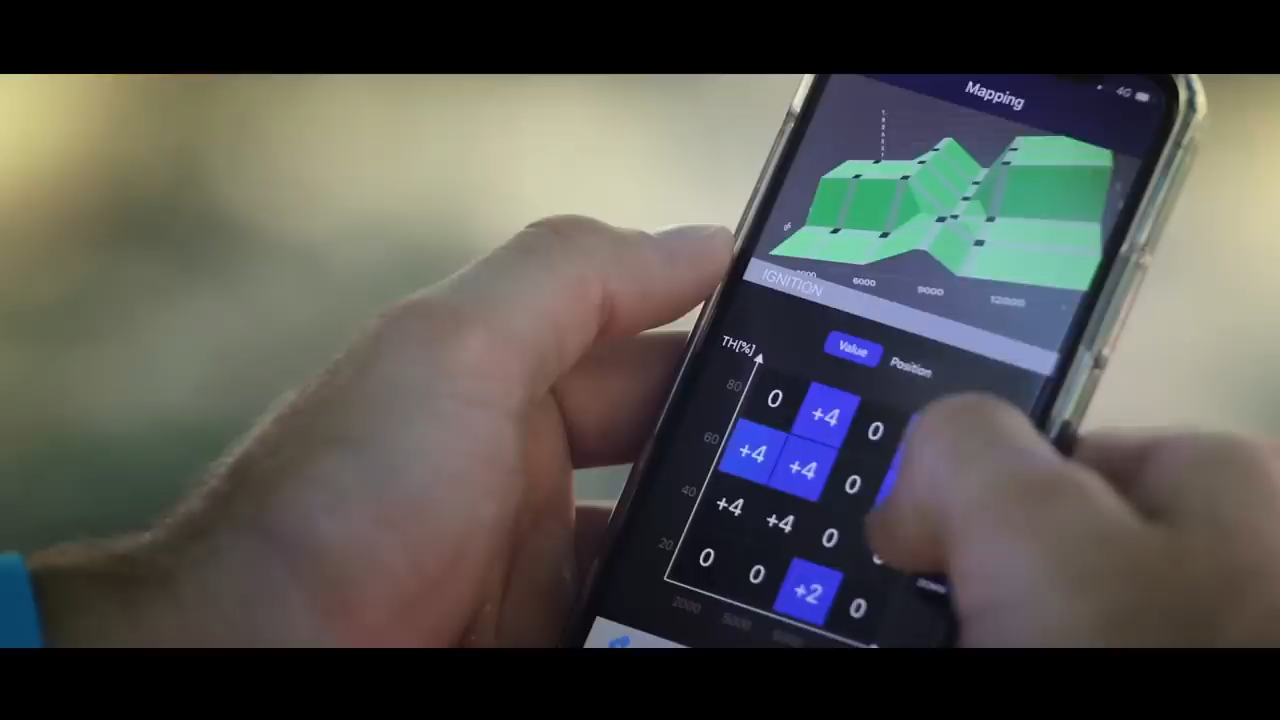 Mapping
4G
6000 9000 12000
IGNITION
Value Position
TH[%]
80 0 +4 0
60 +4 +4 0
40 +4 +4 0
20 0 0 +2 0
2000 5000